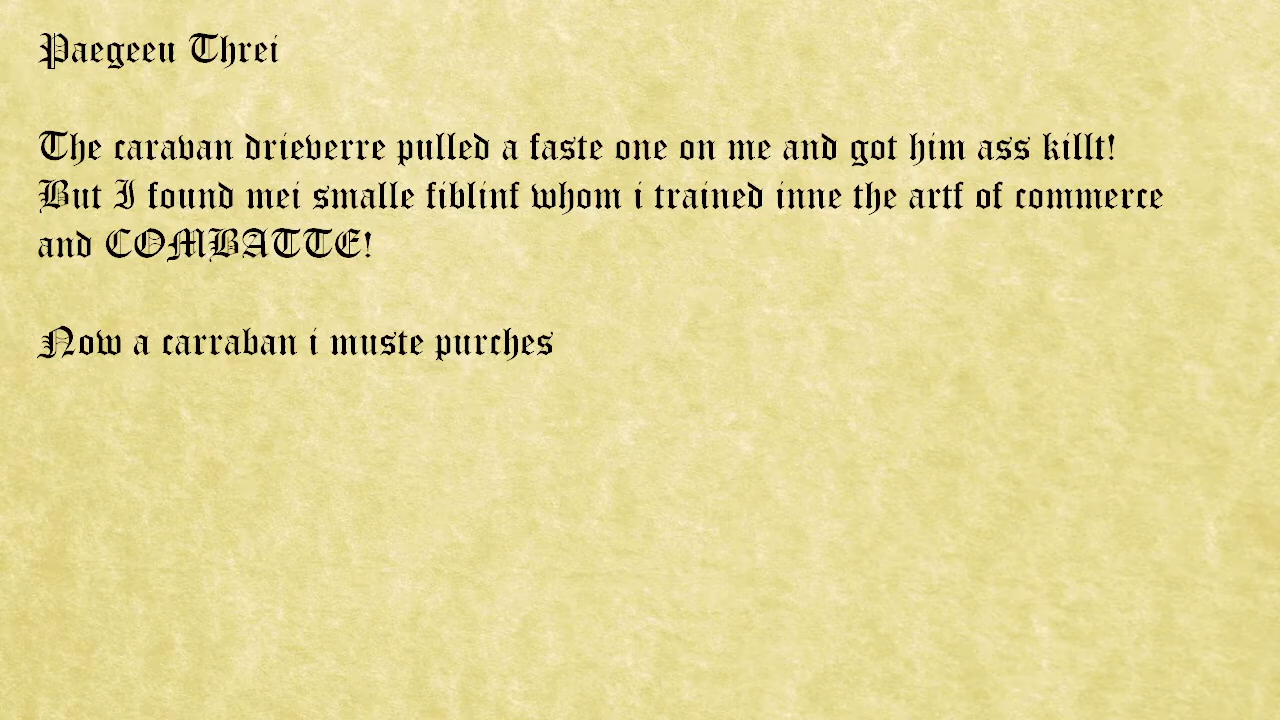 Paegeeu Threi
The caravan drieverre pulled a faste one on me and got him ass killt!
But I found mei smalle fiblinf whom i trained inne the artf of commerce
and COMBATTE!
Now a carraban i muste purches